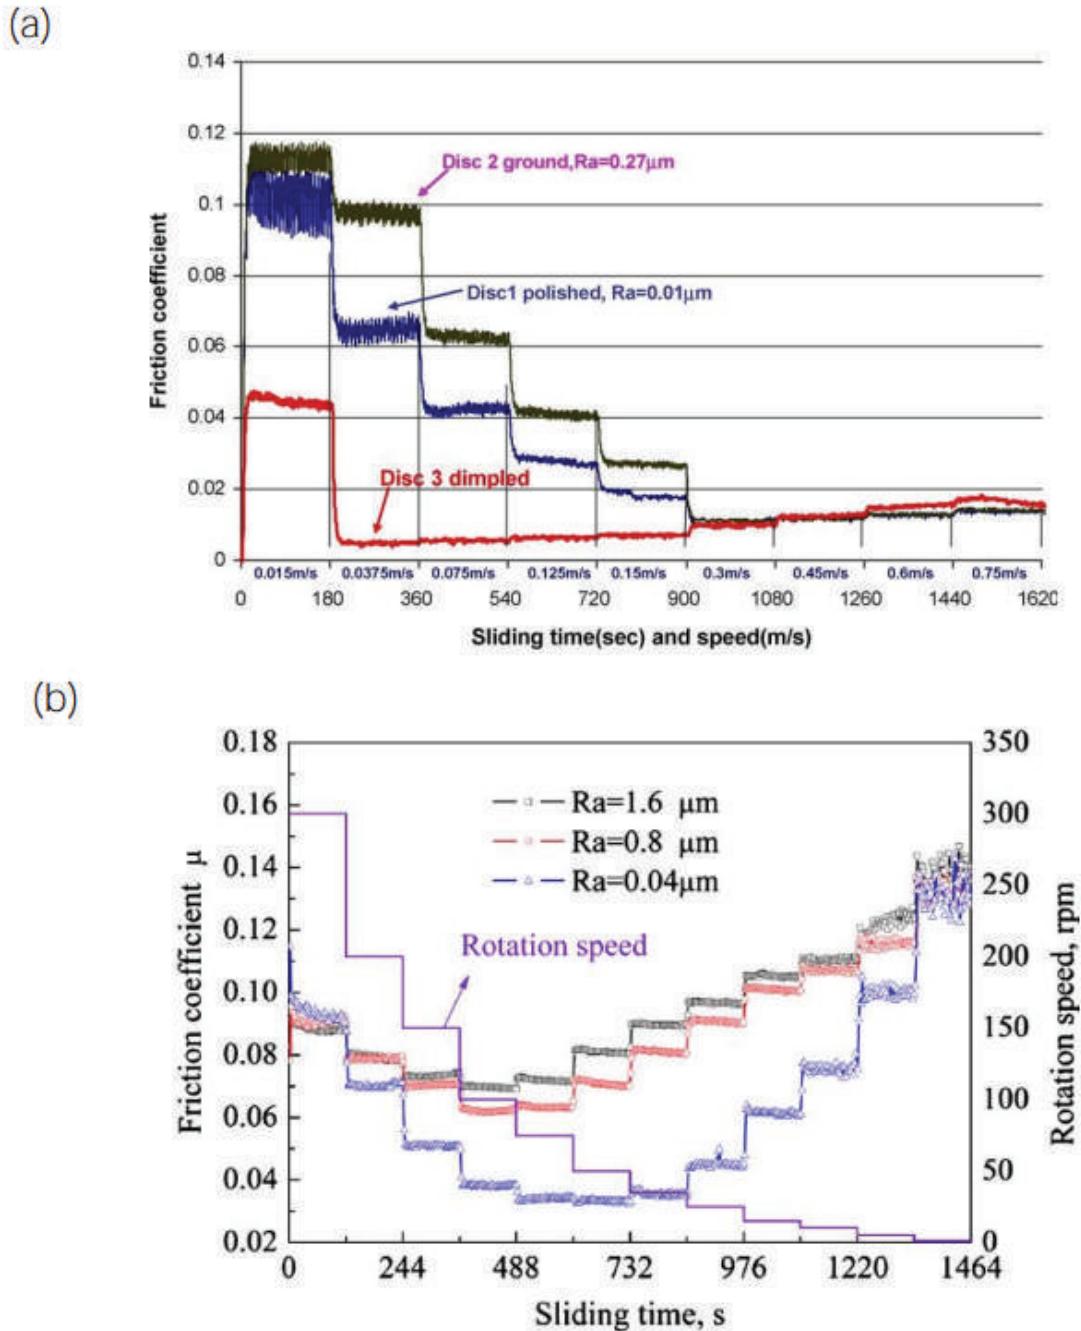 (a)
0.14
0.12
0.1
0.08
0.06
0.04
0.02
0
Friction coefficient
Disc 2 ground,Ra=0.27μm
Disc1 polished, Ra=0.01μm
Disc 3 dimpled
0.015m/s 0.0375m/s 0.075m/s 0.125m/s 0.15m/s 0.3m/s 0.45m/s 0.6m/s 0.75m/s
0 180 360 540 720 900 1080 1260 1440 1620
Sliding time(sec) and speed(m/s)
(b)
0.18
0.16
0.14
0.12
0.10
0.08
0.06
0.04
0.02
Friction coefficient μ
Ra=1.6 μm
Ra=0.8 μm
Ra=0.04μm
Rotation speed
350
300
250
200
150
100
50
0
Rotation speed, rpm
0 244 488 732 976 1220 1464
Sliding time, s